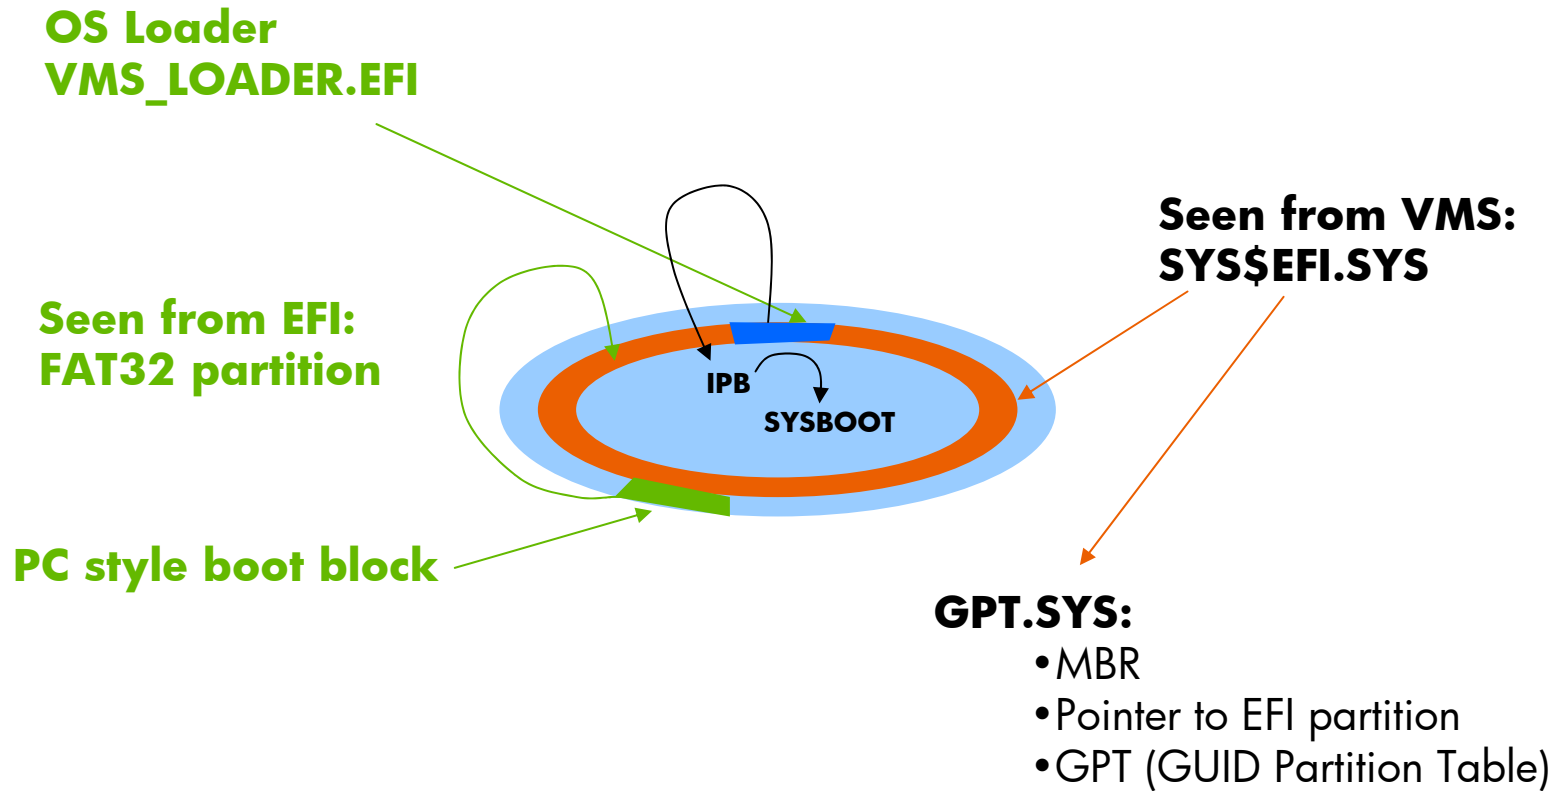 OS Loader
VMS_LOADER.EFI
Seen from VMS:
SYS$EFI.SYS
Seen from EFI:
FAT32 partition
IPB
SYSBOOT
PC style boot block
GPT.SYS:
•MBR
•Pointer to EFI partition
•GPT (GUID Partition Table)